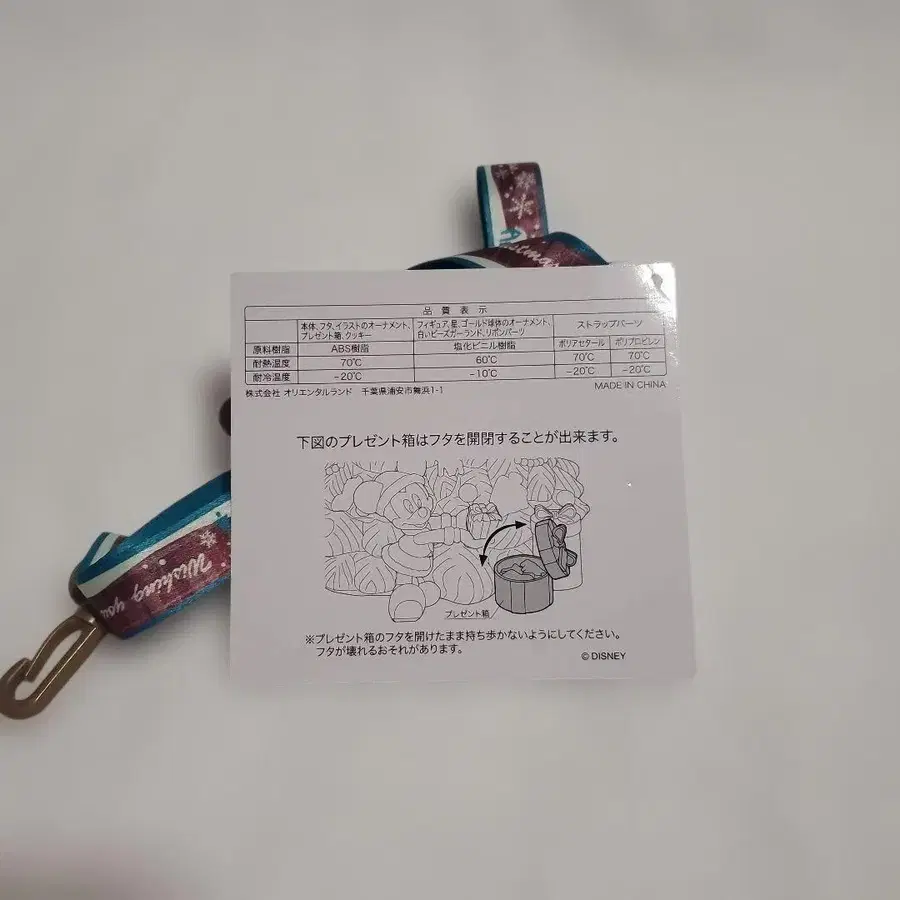 Christmas
品質表示
本体、フタ、イラストのオーナメント、プレゼント箱、クッキー
フィギュア、星、ゴールド球体のオーナメント、白いビーズガーランド、リボンパーツ
ストラップパーツ
ポリアセタール ポリプロピレン
原料樹脂 ABS樹脂 塩化ビニル樹脂
耐熱温度 70℃ 60℃ 70℃ 70℃
耐冷温度 -20℃ -10℃ -20℃ -20℃
株式会社 オリエンタルランド 千葉県浦安市舞浜1-1
MADE IN CHINA
下図のプレゼント箱はフタを開閉することが出来ます。
プレゼント箱
※プレゼント箱のフタを開けたまま持ち歩かないようにしてください。
フタが壊れるおそれがあります。
© DISNEY
Wishing you